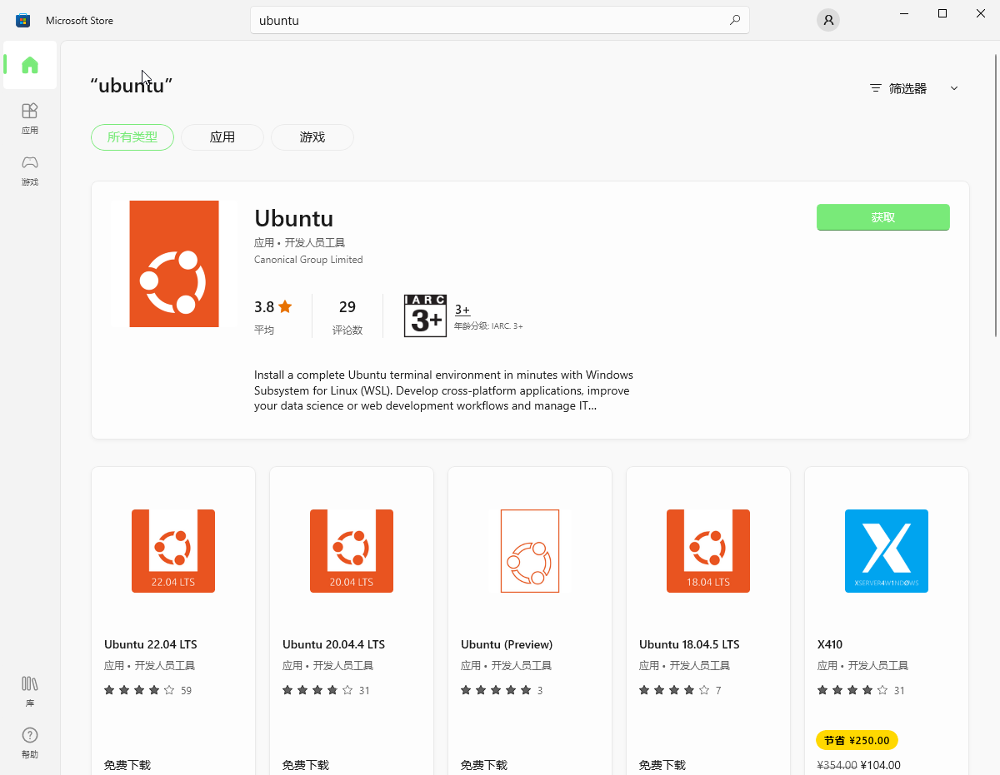 Microsoft Store
ubuntu
“ubuntu”
筛选器
所有类型
应用
游戏
应用
游戏
库
帮助
Ubuntu
获取
应用 • 开发人员工具
Canonical Group Limited
3.8
平均
29
评论数
IARC
3+
3+
年龄分级: IARC. 3+
Install a complete Ubuntu terminal environment in minutes with Windows
Subsystem for Linux (WSL). Develop cross-platform applications, improve
your data science or web development workflows and manage IT...
22.04 LTS
Ubuntu 22.04 LTS
应用 • 开发人员工具
59
免费下载
20.04 LTS
Ubuntu 20.04.4 LTS
应用 • 开发人员工具
31
免费下载
Ubuntu (Preview)
应用 • 开发人员工具
3
免费下载
18.04 LTS
Ubuntu 18.04.5 LTS
应用 • 开发人员工具
7
免费下载
X
XSERVER4W1NDØWS
X410
应用 • 开发人员工具
31
节省 ¥250.00
¥354.00 ¥104.00